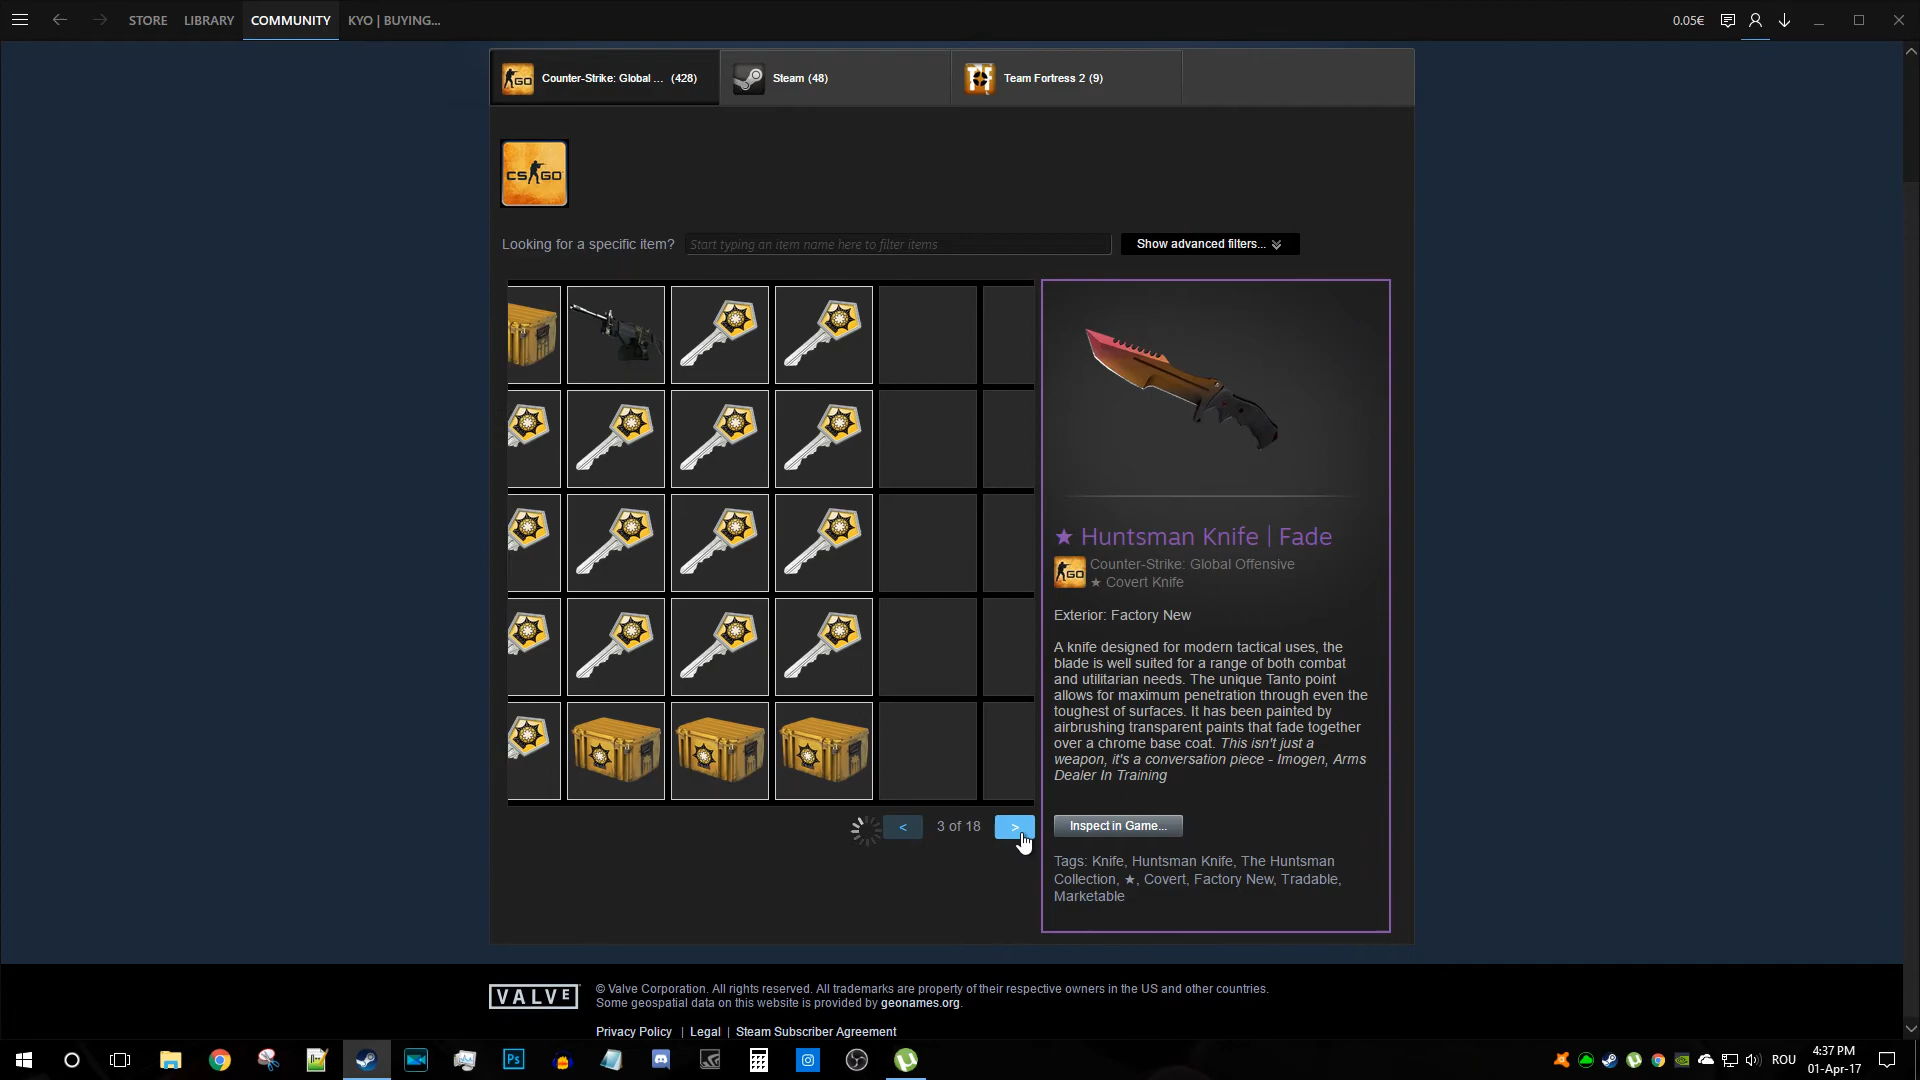 STORE LIBRARY COMMUNITY KYO | BUYING...
0.05€
Counter-Strike: Global ... (428)
Steam (48)
Team Fortress 2 (9)
CS GO
Looking for a specific item?
Start typing an item name here to filter items
Show advanced filters...
★ Huntsman Knife | Fade
GO
Counter-Strike: Global Offensive
★ Covert Knife
Exterior: Factory New
A knife designed for modern tactical uses, the
blade is well suited for a range of both combat
and utilitarian needs. The unique Tanto point
allows for maximum penetration through even the
toughest of surfaces. It has been painted by
airbrushing transparent paints that fade together
over a chrome base coat. This isn't just a
weapon, it's a conversation piece - Imogen, Arms
Dealer In Training
< 3 of 18 >
Inspect in Game...
Tags: Knife, Huntsman Knife, The Huntsman
Collection, ★, Covert, Factory New, Tradable,
Marketable
VALVE
© Valve Corporation. All rights reserved. All trademarks are property of their respective owners in the US and other countries.
Some geospatial data on this website is provided by geonames.org.
Privacy Policy | Legal | Steam Subscriber Agreement
Ps
ROU
4:37 PM
01-Apr-17